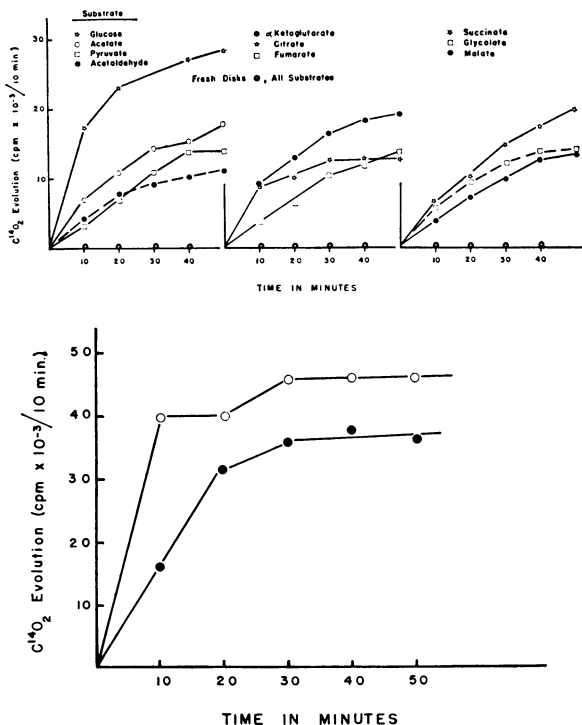 Substrate
Glucose αKetoglutarate Succinate
Acetate Citrate Glycolate
Pyruvate Fumarate Malate
Acetaldehyde
Fresh Disks , All Substrates
C¹⁴O₂ Evolution (cpm x 10⁻³/10 min)
30
20
10
10 20 30 40 10 20 30 40 10 20 30 40
TIME IN MINUTES
C¹⁴O₂ Evolution (cpm x 10⁻³/10 min.)
50
40
30
20
10
10 20 30 40 50
TIME IN MINUTES